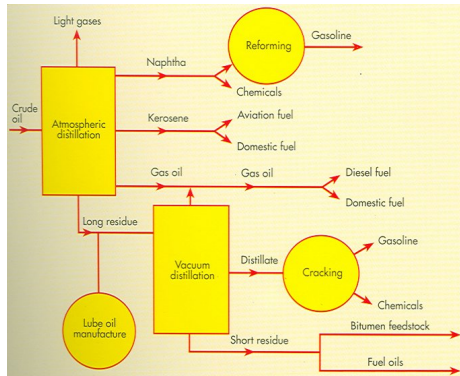 Light gases
Naphtha
Reforming
Gasoline
Chemicals
Crude
oil
Atmospheric
distillation
Kerosene
Aviation fuel
Domestic fuel
Gas oil
Gas oil
Diesel fuel
Domestic fuel
Long residue
Vacuum
distillation
Distillate
Cracking
Gasoline
Chemicals
Lube oil
manufacture
Short residue
Bitumen feedstock
Fuel oils